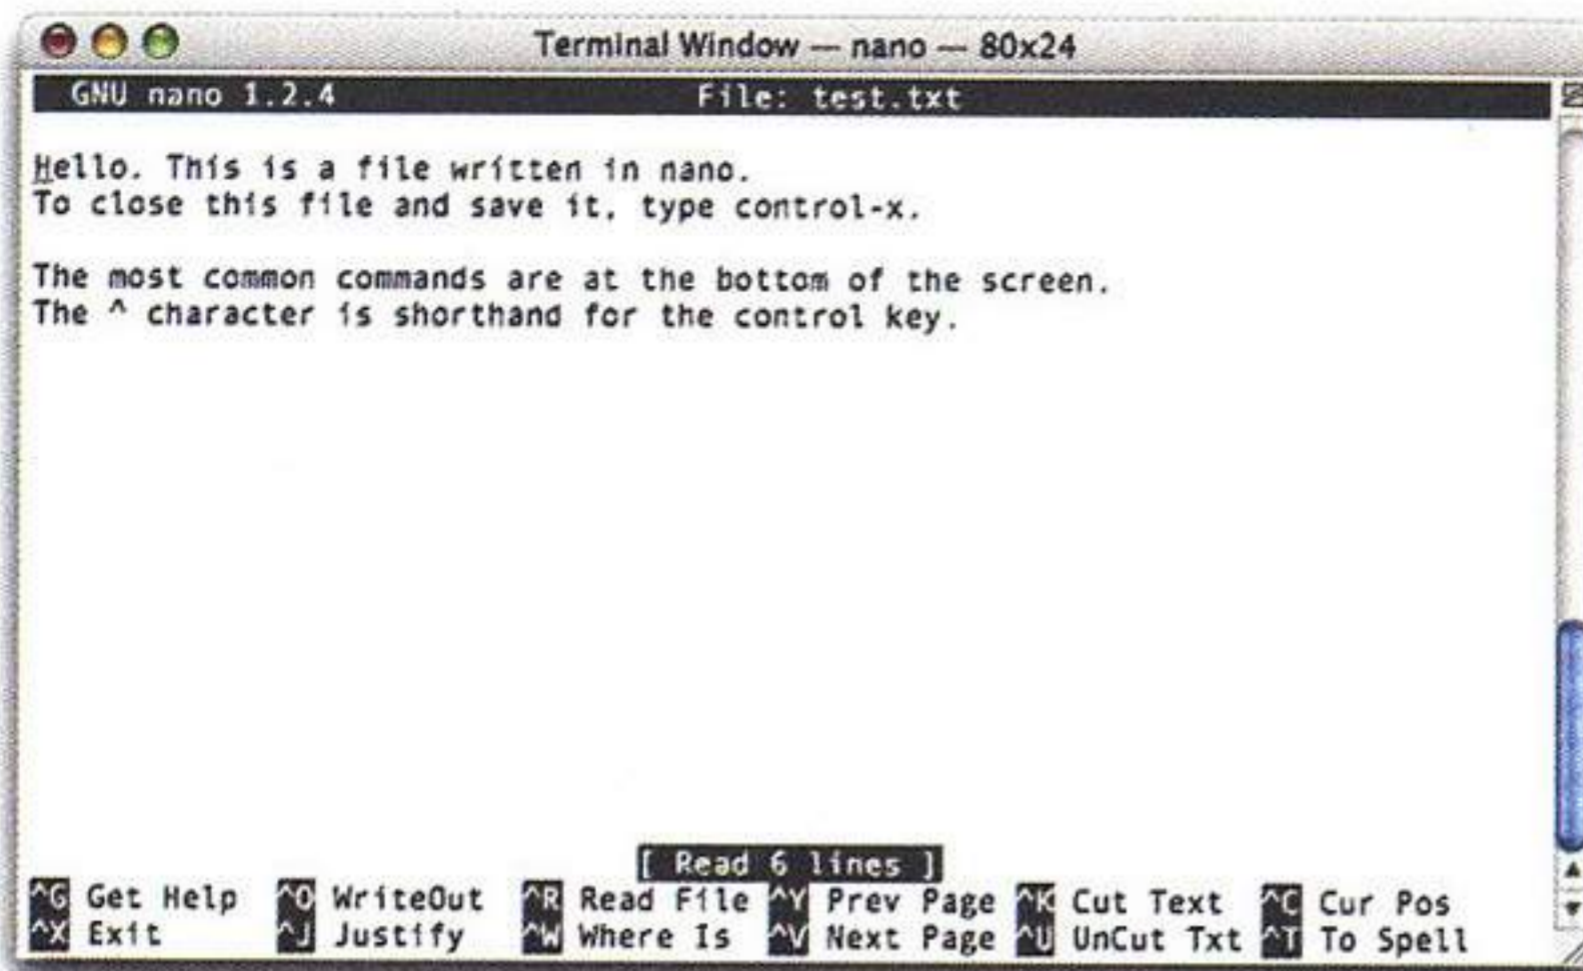 Terminal Window — nano — 80x24
GNU nano 1.2.4 File: test.txt
Hello. This is a file written in nano.
To close this file and save it, type control-x.
The most common commands are at the bottom of the screen.
The ^ character is shorthand for the control key.
[ Read 6 lines ]
^G Get Help ^O WriteOut ^R Read File ^Y Prev Page ^K Cut Text ^C Cur Pos
^X Exit ^J Justify ^W Where Is ^V Next Page ^U UnCut Txt ^T To Spell